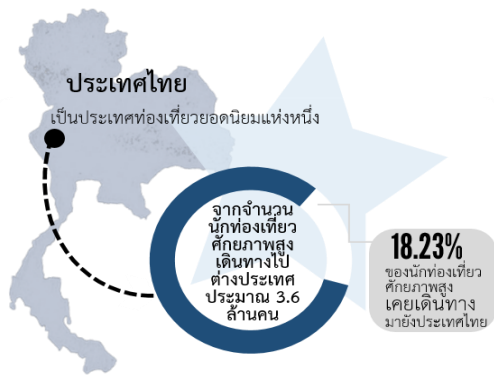 ประเทศไทย
เป็นประเทศท่องเที่ยวยอดนิยมแห่งหนึ่ง
จากจำนวน
นักท่องเที่ยว
ศักยภาพสูง
เดินทางไป
ต่างประเทศ
ประมาณ 3.6
ล้านคน
18.23%
ของนักท่องเที่ยว
ศักยภาพสูง
เคยเดินทาง
มายังประเทศไทย